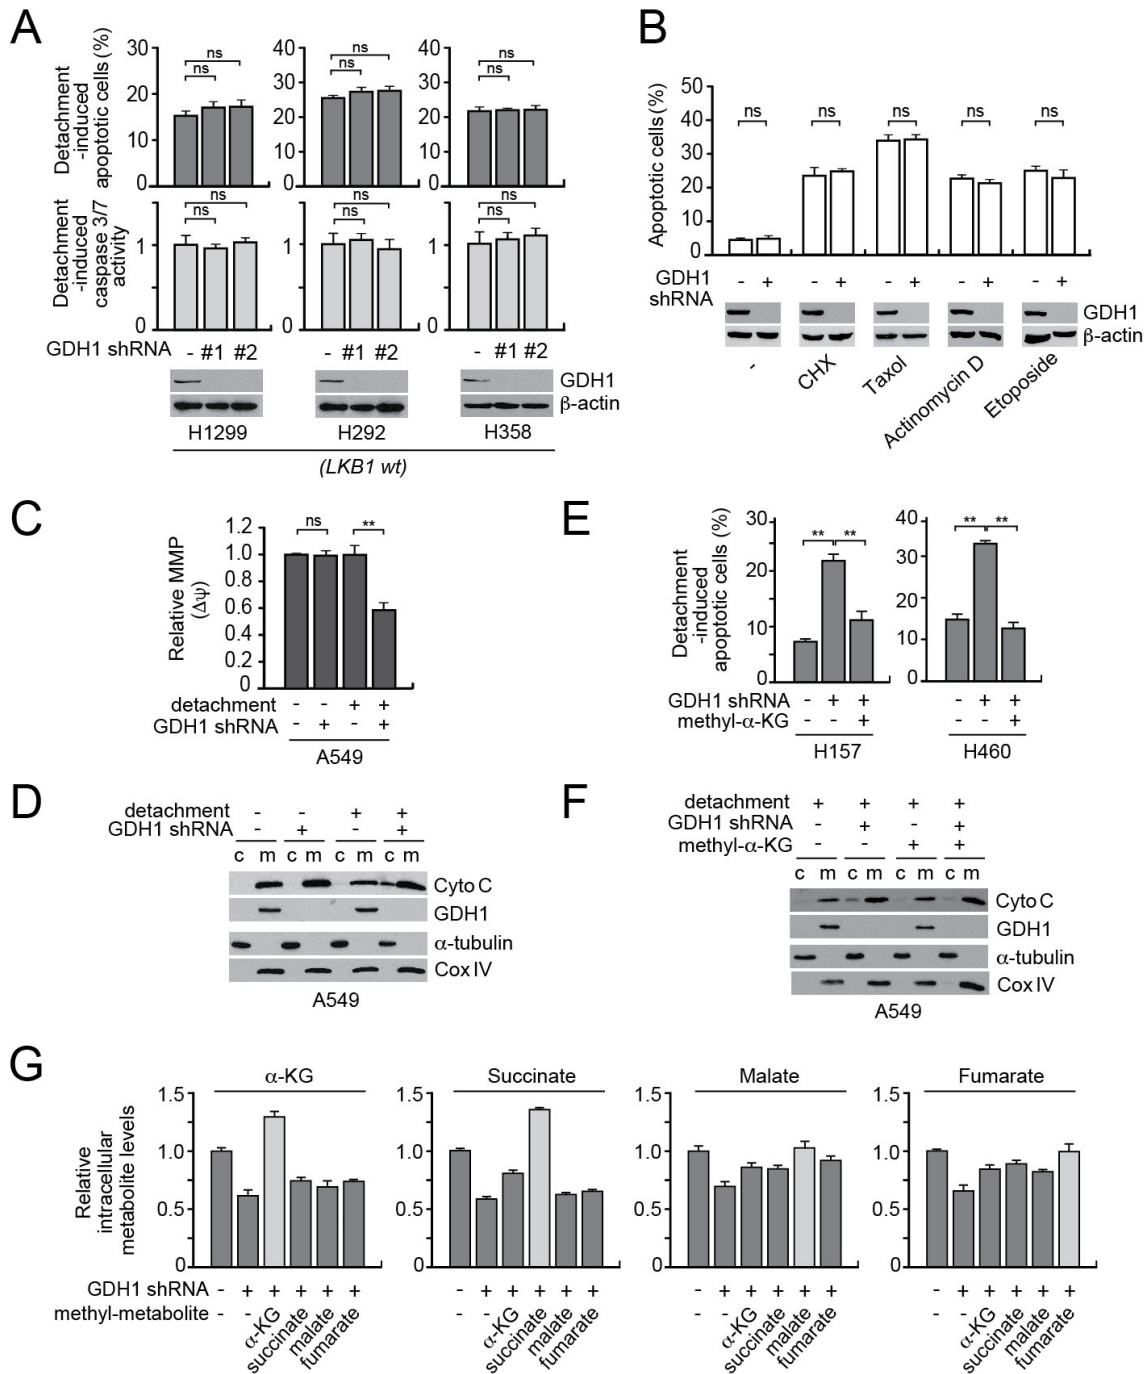 A
Detachment
-induced
apoptotic cells (%)
30
20
10
0
ns
ns
40
30
20
10
0
ns
ns
40
30
20
10
0
ns
ns
Detachment
-induced
caspase 3/7
activity
1
0
ns
ns
1
0
ns
ns
1
0
ns
ns
GDH1 shRNA - #1 #2 - #1 #2 - #1 #2
GDH1
β-actin
H1299 H292 H358
(LKB1 wt)
B
Apoptotic cells (%)
50
40
30
20
10
0
ns ns ns ns ns
GDH1
shRNA
- + - + - + - + - +
GDH1
β-actin
- CHX Taxol Actinomycin D Etoposide
C
Relative MMP
(Δψ)
1.2
1.0
0.8
0.6
0.4
0.2
0
ns **
detachment - - + +
GDH1 shRNA - + - +
A549
E
Detachment
-induced
apoptotic cells (%)
30
20
10
0
** **
40
30
20
10
0
** **
GDH1 shRNA - + + - + +
methyl-α-KG - - + - - +
H157 H460
D
detachment - - + +
GDH1 shRNA - + - +
c m c m c m c m
Cyto C
GDH1
α-tubulin
Cox IV
A549
F
detachment + + + +
GDH1 shRNA - + - +
methyl-α-KG - - + +
c m c m c m c m
Cyto C
GDH1
α-tubulin
Cox IV
A549
G
Relative
intracellular
metabolite levels
α-KG Succinate Malate Fumarate
1.5 1.5 1.5 1.5
1.0 1.0 1.0 1.0
0.5 0.5 0.5 0.5
0 0 0 0
GDH1 shRNA - + + + + + - + + + + + - + + + + + - + + + + +
methyl-metabolite - - α-KG succinate malate fumarate - - α-KG succinate malate fumarate - - α-KG succinate malate fumarate - - α-KG succinate malate fumarate